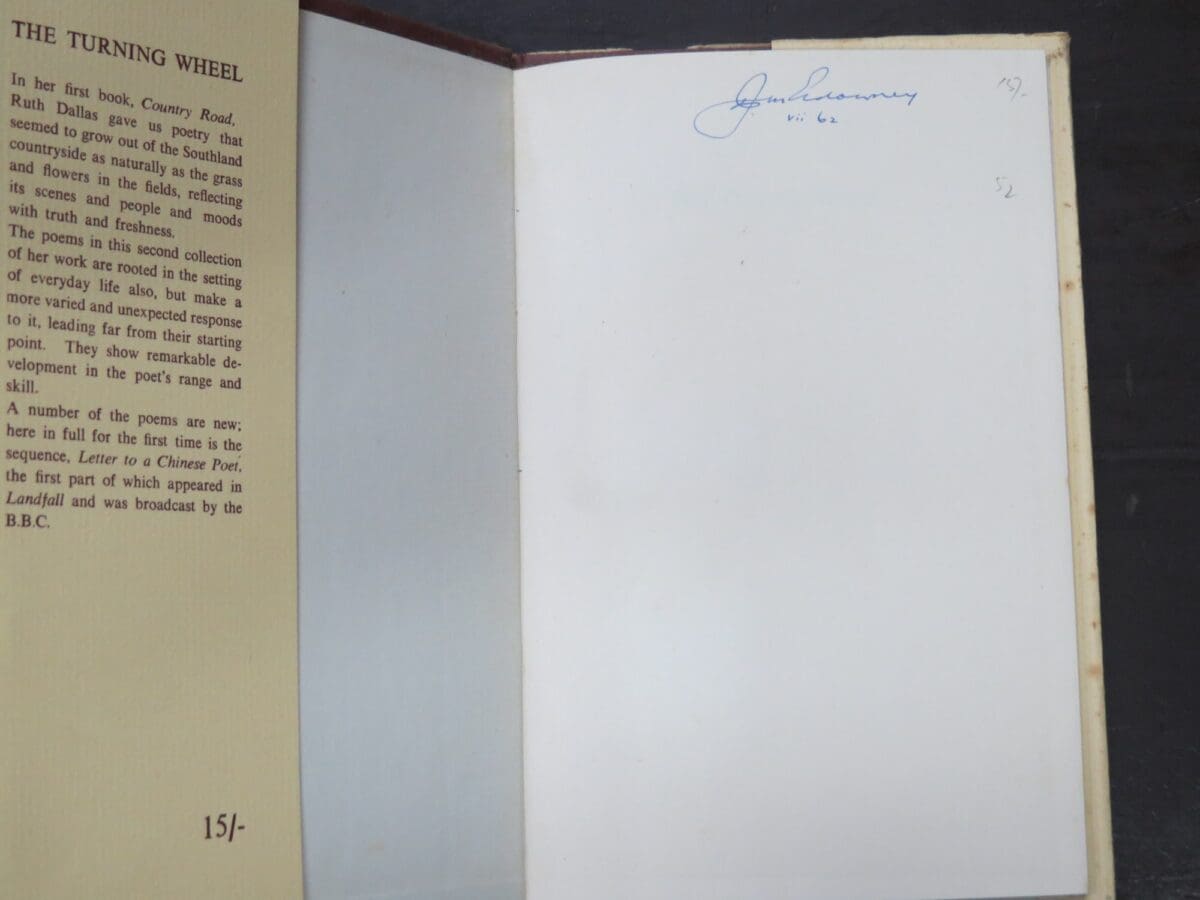 THE TURNING WHEEL
In her first book, Country Road,
Ruth Dallas gave us poetry that
seemed to grow out of the Southland
countryside as naturally as the grass
and flowers in the fields, reflecting
its scenes and people and moods
with truth and freshness.
The poems in this second collection
of her work are rooted in the setting
of everyday life also, but make a
more varied and unexpected response
to it, leading far from their starting
point. They show remarkable de-
velopment in the poet's range and
skill.
A number of the poems are new;
here in full for the first time is the
sequence, Letter to a Chinese Poet,
the first part of which appeared in
Landfall and was broadcast by the
B.B.C.
15/-
vii 62
15/-
52